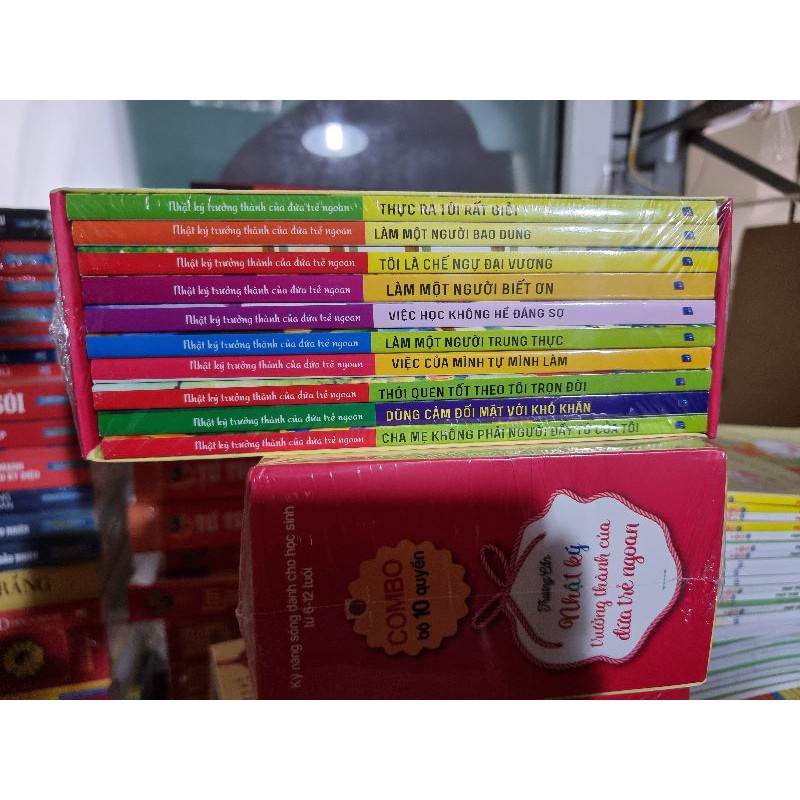 Nhật ký trưởng thành của đứa trẻ ngoan THỰC RA TÔI RẤT GIỎI
Nhật ký trưởng thành của đứa trẻ ngoan LÀM MỘT NGƯỜI BAO DUNG
Nhật ký trưởng thành của đứa trẻ ngoan TÔI LÀ CHẾ NGỰ ĐẠI VƯƠNG
Nhật ký trưởng thành của đứa trẻ ngoan LÀM MỘT NGƯỜI BIẾT ƠN
Nhật ký trưởng thành của đứa trẻ ngoan VIỆC HỌC KHÔNG HỀ ĐÁNG SỢ
Nhật ký trưởng thành của đứa trẻ ngoan LÀM MỘT NGƯỜI TRUNG THỰC
Nhật ký trưởng thành của đứa trẻ ngoan VIỆC CỦA MÌNH TỰ MÌNH LÀM
Nhật ký trưởng thành của đứa trẻ ngoan THÓI QUEN TỐT THEO TÔI TRỌN ĐỜI
Nhật ký trưởng thành của đứa trẻ ngoan DŨNG CẢM ĐỐI MẶT VỚI KHÓ KHĂN
Nhật ký trưởng thành của đứa trẻ ngoan CHA MẸ KHÔNG PHẢI NGƯỜI ĐẦY TỚ CỦA TÔI
Kỹ năng sống dành cho học sinh
từ 6-12 tuổi
COMBO
bộ 10 quyển
Nhật ký
trưởng thành của
đứa trẻ ngoan